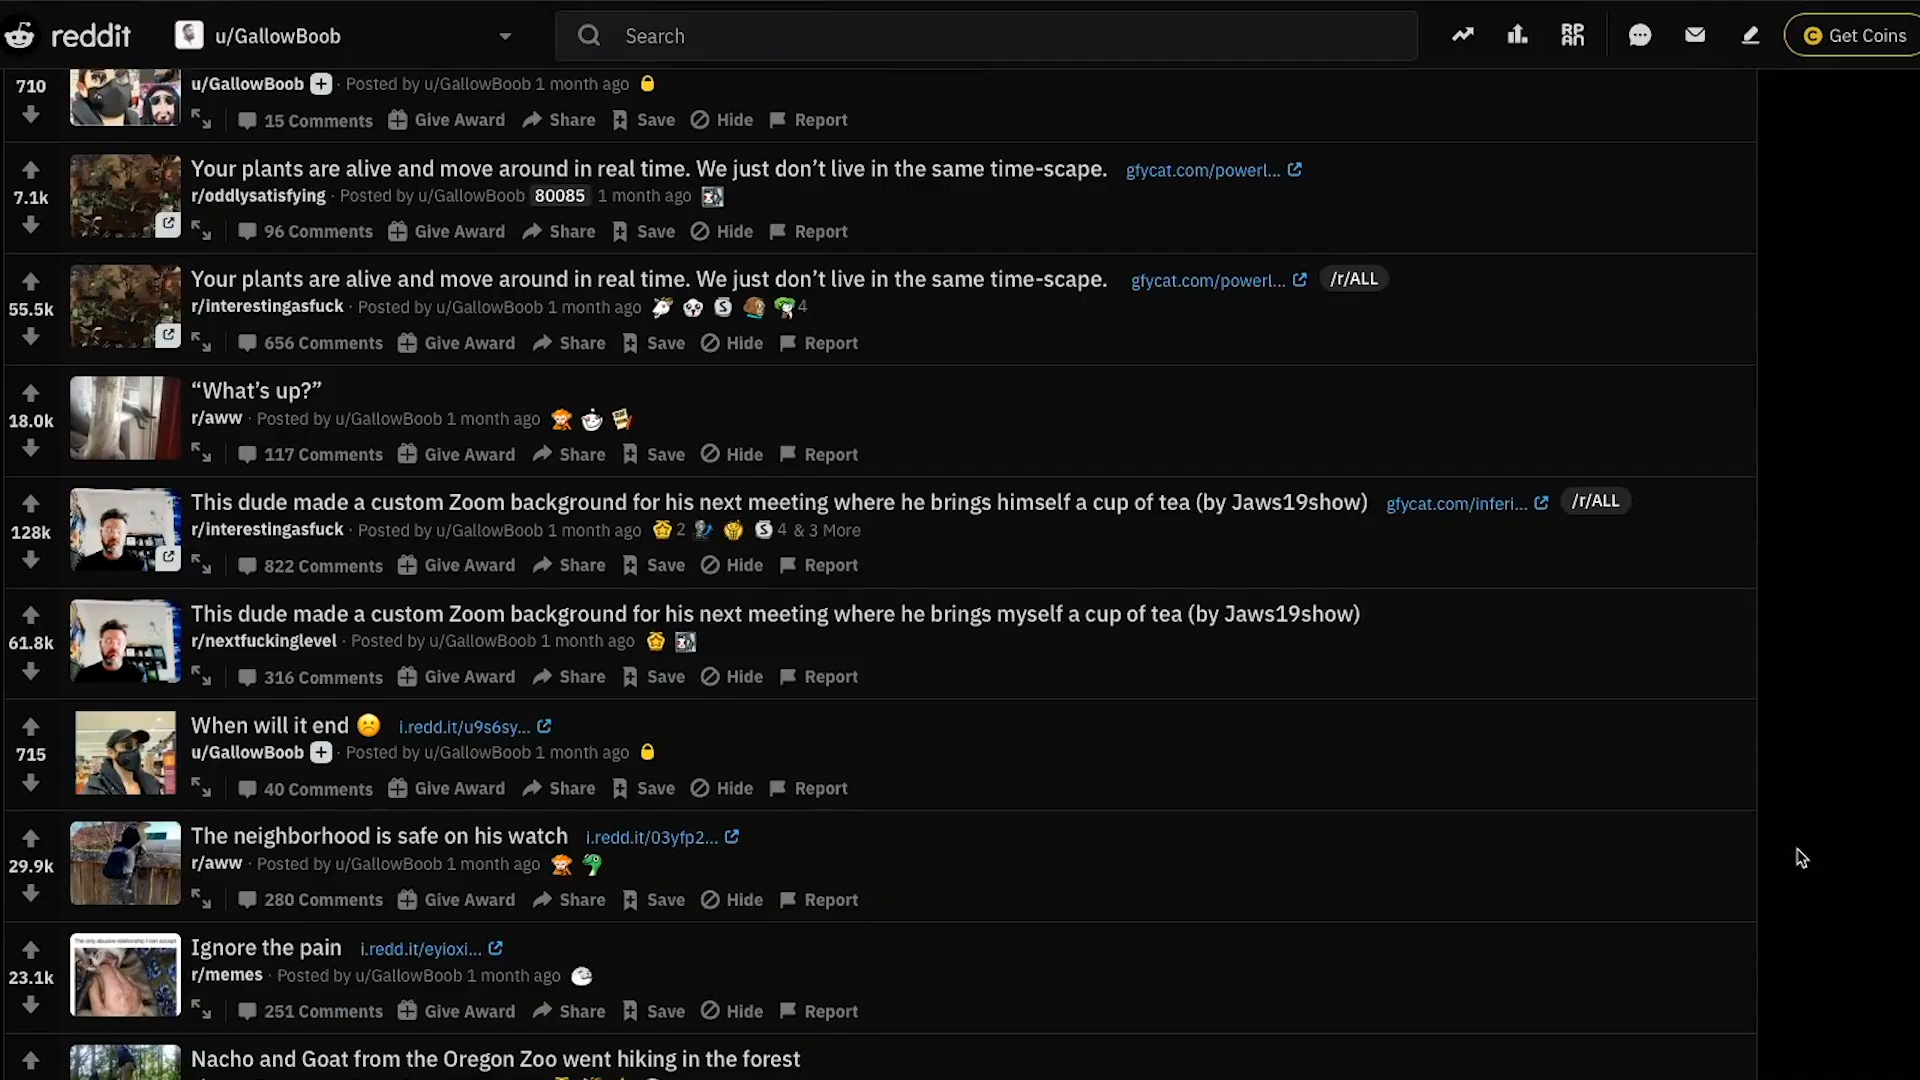 reddit u/GallowBoob Search Get Coins
710 u/GallowBoob · Posted by u/GallowBoob 1 month ago
15 Comments Give Award Share Save Hide Report
Your plants are alive and move around in real time. We just don’t live in the same time-scape. gfycat.com/powerl...
7.1k r/oddlysatisfying · Posted by u/GallowBoob 80085 1 month ago
96 Comments Give Award Share Save Hide Report
Your plants are alive and move around in real time. We just don’t live in the same time-scape. gfycat.com/powerl... /r/ALL
55.5k r/interestingasfuck · Posted by u/GallowBoob 1 month ago 4
656 Comments Give Award Share Save Hide Report
“What’s up?”
18.0k r/aww · Posted by u/GallowBoob 1 month ago
117 Comments Give Award Share Save Hide Report
This dude made a custom Zoom background for his next meeting where he brings himself a cup of tea (by Jaws19show) gfycat.com/inferi... /r/ALL
128k r/interestingasfuck · Posted by u/GallowBoob 1 month ago 2 4 & 3 More
822 Comments Give Award Share Save Hide Report
This dude made a custom Zoom background for his next meeting where he brings myself a cup of tea (by Jaws19show)
61.8k r/nextfuckinglevel · Posted by u/GallowBoob 1 month ago
316 Comments Give Award Share Save Hide Report
When will it end i.redd.it/u9s6sy...
715 u/GallowBoob · Posted by u/GallowBoob 1 month ago
40 Comments Give Award Share Save Hide Report
The neighborhood is safe on his watch i.redd.it/03yfp2...
29.9k r/aww · Posted by u/GallowBoob 1 month ago
280 Comments Give Award Share Save Hide Report
Ignore the pain i.redd.it/eyioxi...
23.1k r/memes · Posted by u/GallowBoob 1 month ago
251 Comments Give Award Share Save Hide Report
Nacho and Goat from the Oregon Zoo went hiking in the forest